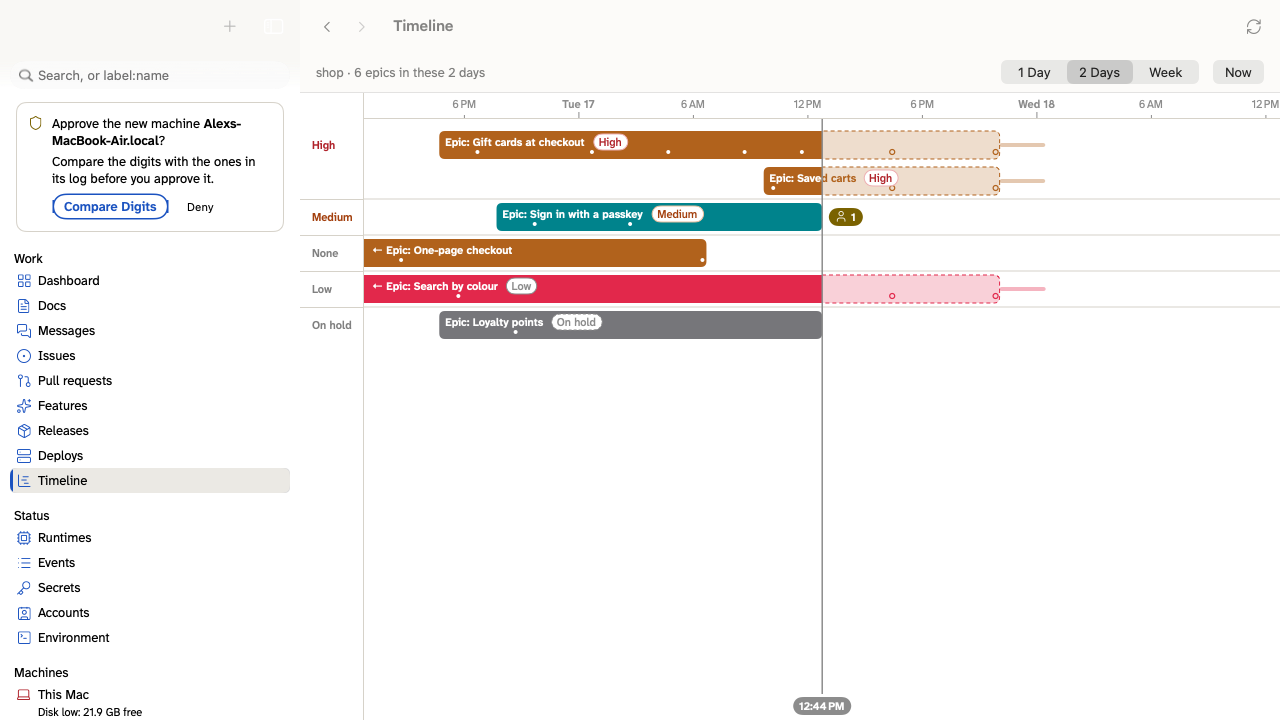 Timeline
Search, or label:name
shop · 6 epics in these 2 days
1 Day
2 Days
Week
Now
Approve the new machine Alexs-
MacBook-Air.local?
Compare the digits with the ones in
its log before you approve it.
Compare Digits
Deny
Work
Dashboard
Docs
Messages
Issues
Pull requests
Features
Releases
Deploys
Timeline
Status
Runtimes
Events
Secrets
Accounts
Environment
Machines
This Mac
Disk low: 21.9 GB free
6 PM
Tue 17
6 AM
12 PM
6 PM
Wed 18
6 AM
12 PM
High
Epic: Gift cards at checkout High
Epic: Saved carts High
Medium
Epic: Sign in with a passkey Medium
1
None
← Epic: One-page checkout
Low
← Epic: Search by colour Low
On hold
Epic: Loyalty points On hold
12:44 PM